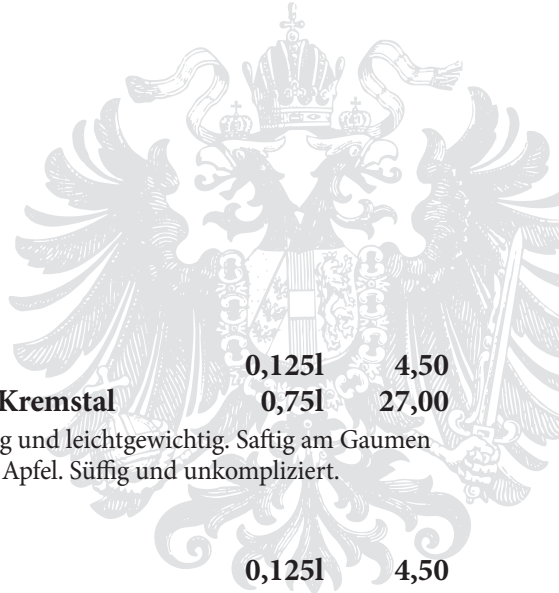 0,125l 4,50
Kremstal 0,75l 27,00
g und leichtgewichtig. Saftig am Gaumen
Apfel. Süffig und unkompliziert.
0,125l 4,50